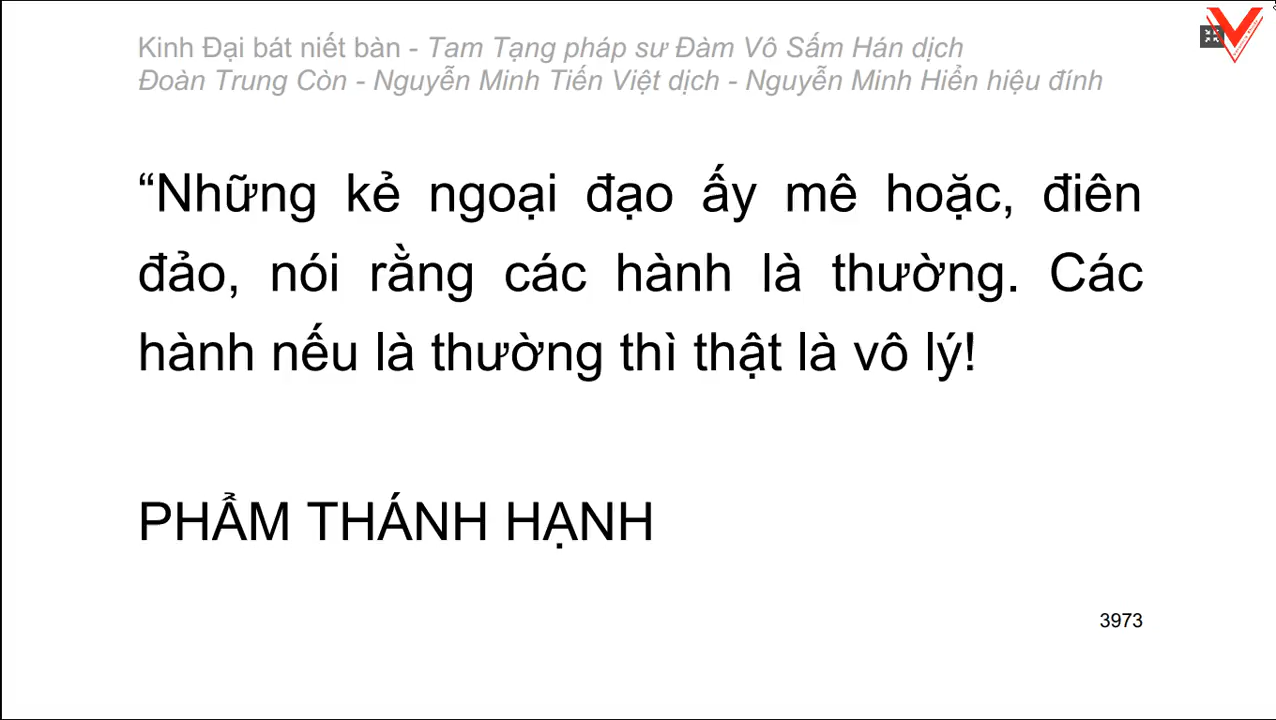 Kinh Đại bát niết bàn - Tam Tạng pháp sư Đàm Vô Sấm Hán dịch
Đoàn Trung Còn - Nguyễn Minh Tiến Việt dịch - Nguyễn Minh Hiển hiệu đính
“Những kẻ ngoại đạo ấy mê hoặc, điên
đảo, nói rằng các hành là thường. Các
hành nếu là thường thì thật là vô lý!
PHẨM THÁNH HẠNH
3973